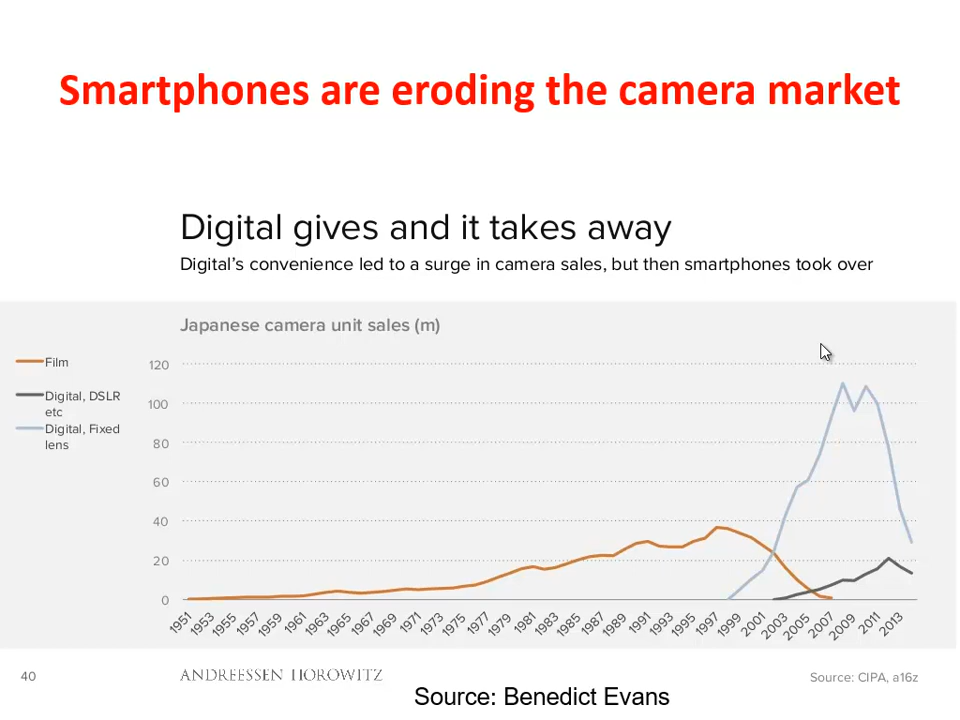 Smartphones are eroding the camera market
Digital gives and it takes away
Digital's convenience led to a surge in camera sales, but then smartphones took over
Japanese camera unit sales (m)
Film
Digital, DSLR
etc
Digital, Fixed
lens
120
100
80
60
40
20
0
1951 1953 1955 1957 1959 1961 1963 1965 1967 1969 1971 1973 1975 1977 1979 1981 1983 1985 1987 1989 1991 1993 1995 1997 1999 2001 2003 2005 2007 2009 2011 2013
40
ANDREESSEN HOROWITZ
Source: CIPA, a16z
Source: Benedict Evans